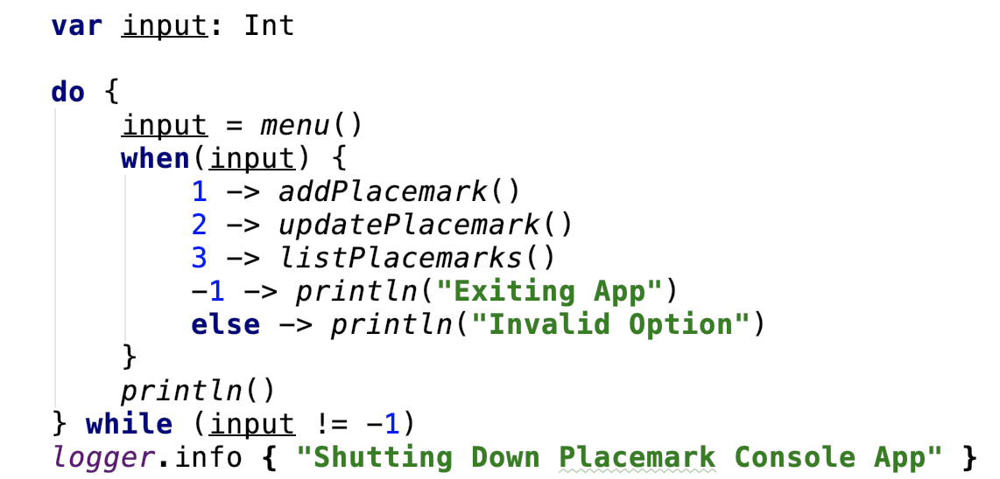 var input: Int
do {
input = menu()
when(input) {
1 -> addPlacemark()
2 -> updatePlacemark()
3 -> listPlacemarks()
-1 -> println("Exiting App")
else -> println("Invalid Option")
}
println()
} while (input != -1)
logger.info { "Shutting Down Placemark Console App" }